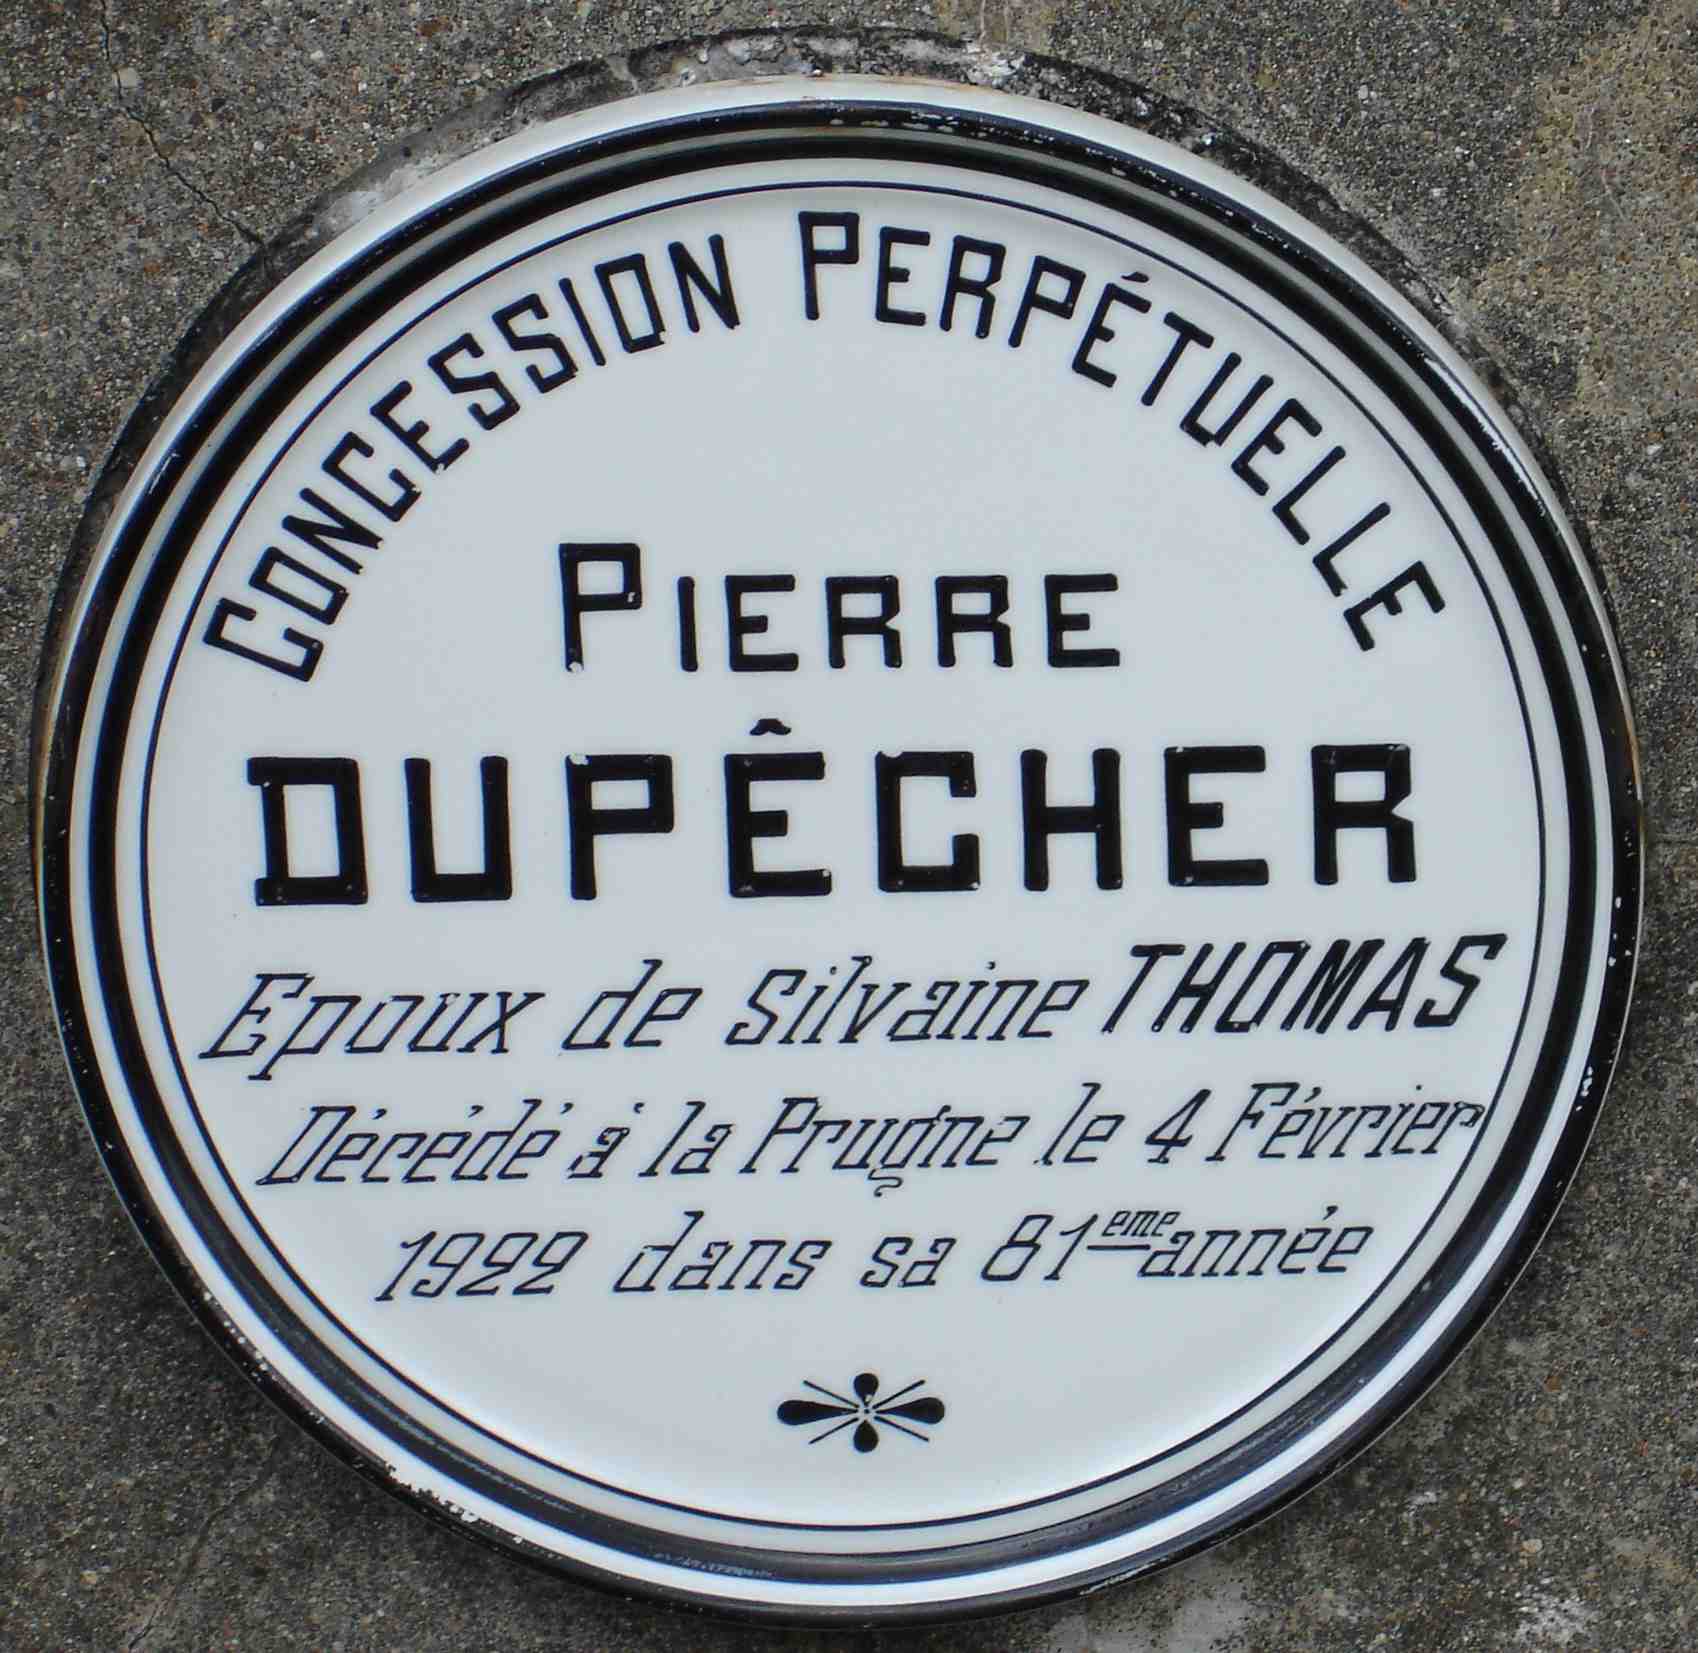 CONCESSION PERPÉTUELLE
PIERRE
DUPÊCHER
Epoux de Silvaine THOMAS
Décédé à la Prugne le 4 Février
1922 dans sa 81eme année